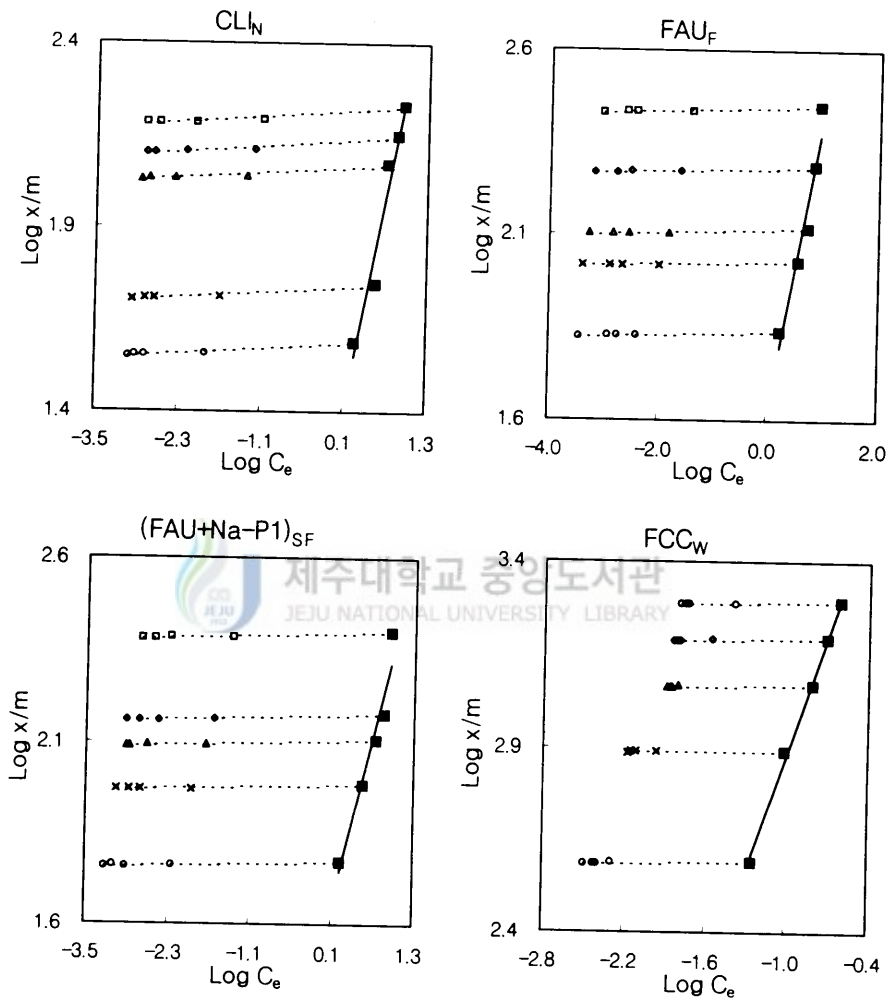 CLI_N
2.4
1.9
1.4
Log x/m
-3.5 -2.3 -1.1 0.1 1.3
Log C_e
FAU_F
2.6
2.1
1.6
Log x/m
-4.0 -2.0 0.0 2.0
Log C_e
(FAU+Na-P1)_SF
2.6
2.1
1.6
Log x/m
-3.5 -2.3 -1.1 0.1 1.3
Log C_e
FCC_W
3.4
2.9
2.4
Log x/m
-2.8 -2.2 -1.6 -1.0 -0.4
Log C_e
제주대학교 중앙도서관
JEJU NATIONAL UNIVERSITY LIBRARY
JEJU
1952